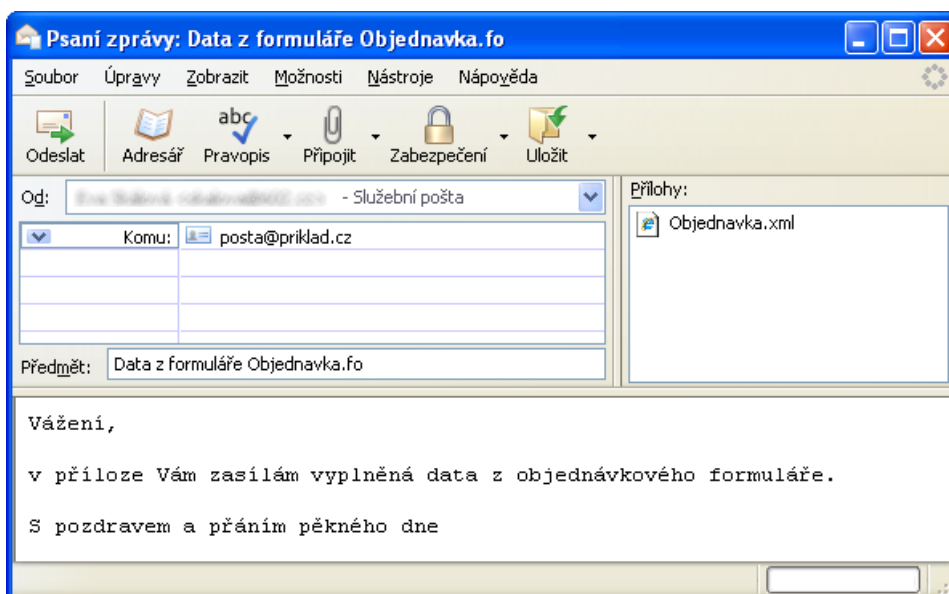 Psaní zprávy: Data z formuláře Objednavka.fo
Soubor Úpravy Zobrazit Možnosti Nástroje Nápověda
abc
Odeslat Adresář Pravopis Připojit Zabezpečení Uložit
Od: - Služební pošta
Přílohy:
Komu: posta@priklad.cz
Objednavka.xml
Předmět: Data z formuláře Objednavka.fo
Vážení,
v příloze Vám zasílám vyplněná data z objednávkového formuláře.
S pozdravem a přáním pěkného dne